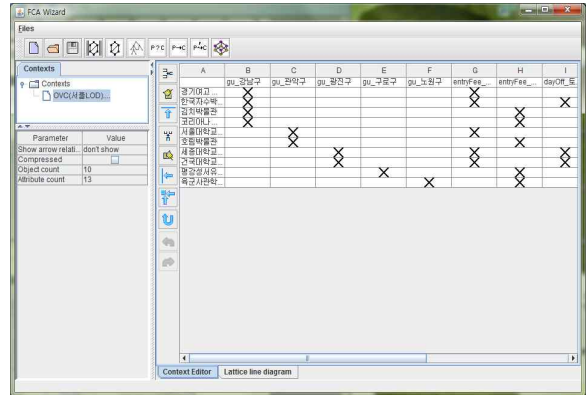 FCA Wizard
Files
P?C P→C P→C
Contexts
Contexts
OVC(서울LOD)...
Parameter Value
Show arrow relati... don't show
Compressed
Object count 10
Attribute count 13
A B C D E F G H I
gu_강남구 gu_관악구 gu_광진구 gu_구로구 gu_노원구 entryFee_... entryFee_... dayOff_토
경기여고 ...
한국자수박...
김치박물관
코리아나 ...
서울대학교...
호림박물관
세종대학교...
건국대학교...
평강성서유...
육군사관학...
Context Editor Lattice line diagram